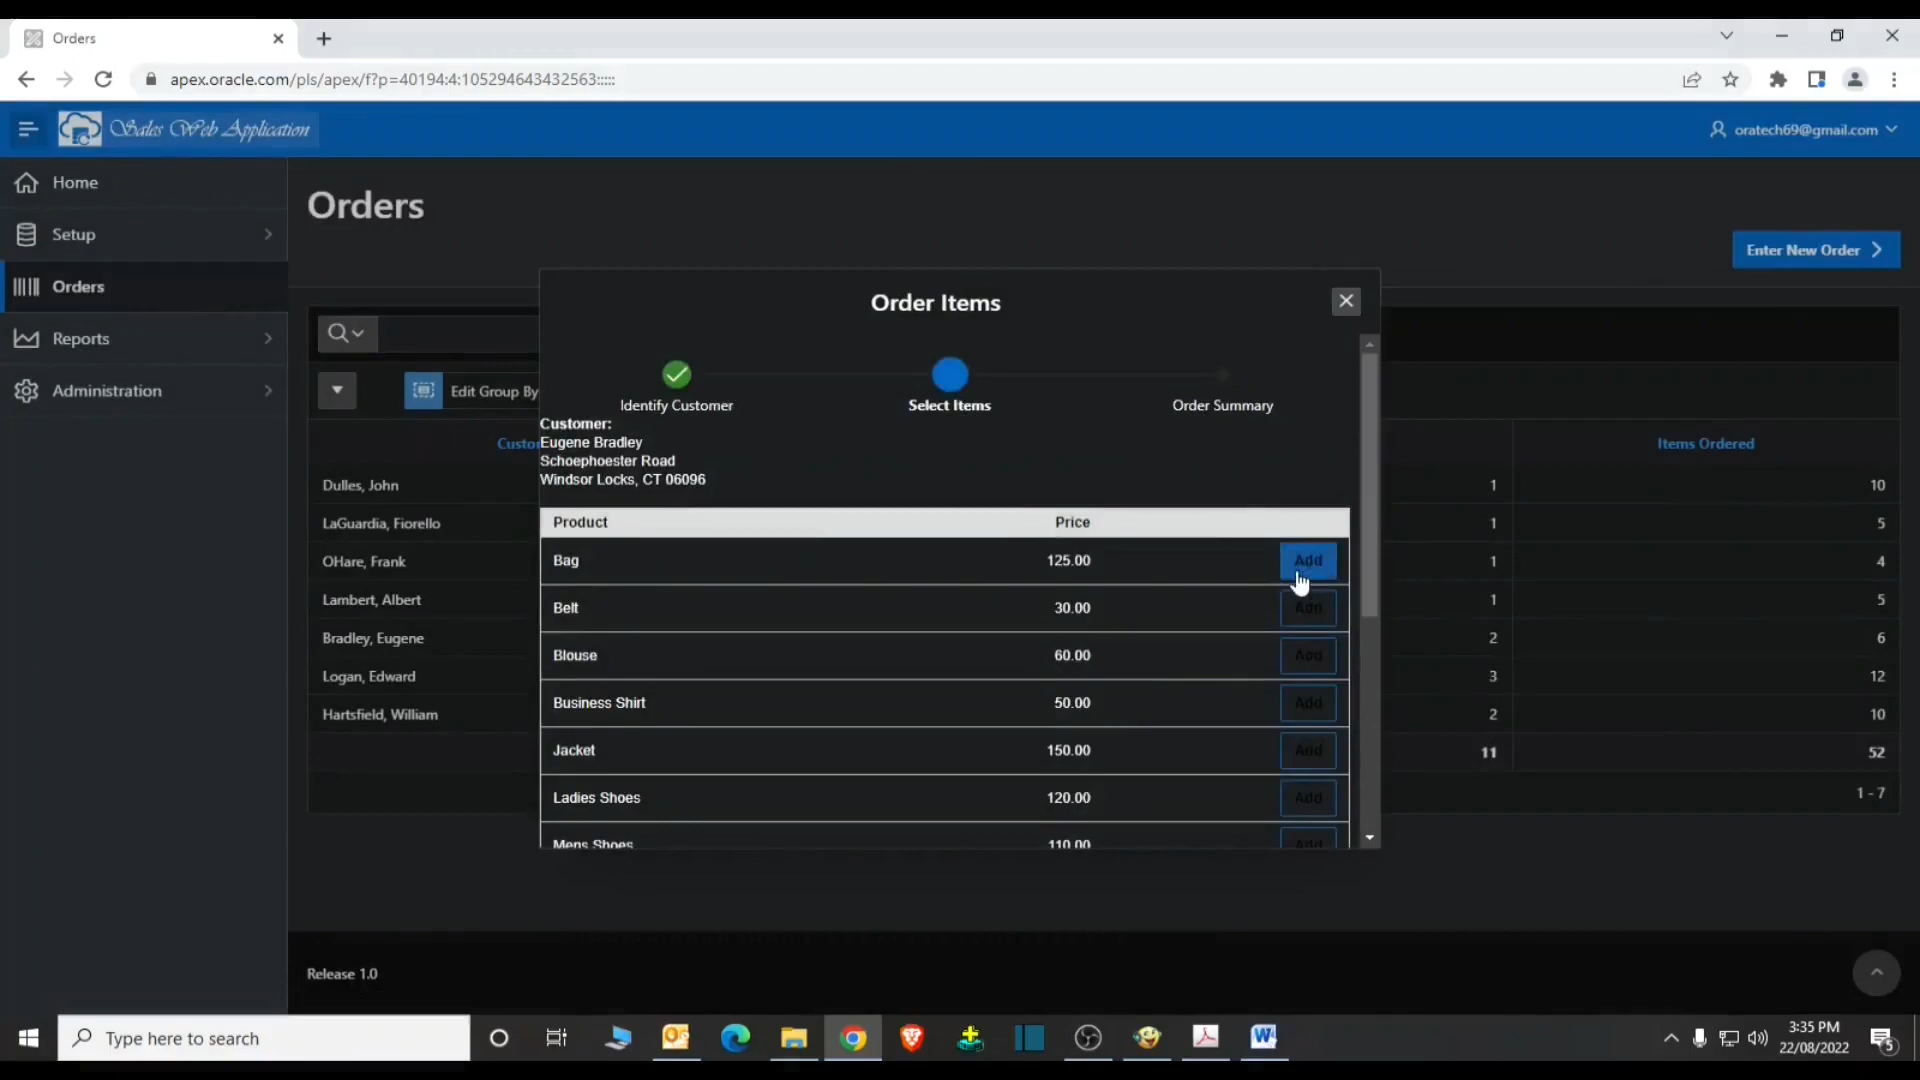 Orders
apex.oracle.com/pls/apex/f?p=40194:4:105294643432563:::::
Sales Web Application
oratech69@gmail.com
Home
Setup
Orders
Reports
Administration
Orders
Enter New Order
Order Items
Identify Customer
Select Items
Order Summary
Edit Group By
Customer:
Eugene Bradley
Schoephoester Road
Windsor Locks, CT 06096
Custo
Items Ordered
Product Price
Bag 125.00 Add
Belt 30.00 Add
Blouse 60.00 Add
Business Shirt 50.00 Add
Jacket 150.00 Add
Ladies Shoes 120.00 Add
Mens Shoes 110.00 Add
Dulles, John 1 10
LaGuardia, Fiorello 1 5
OHare, Frank 1 4
Lambert, Albert 1 5
Bradley, Eugene 2 6
Logan, Edward 3 12
Hartsfield, William 2 10
11 52
1 - 7
Release 1.0
Type here to search
3:35 PM
22/08/2022
5